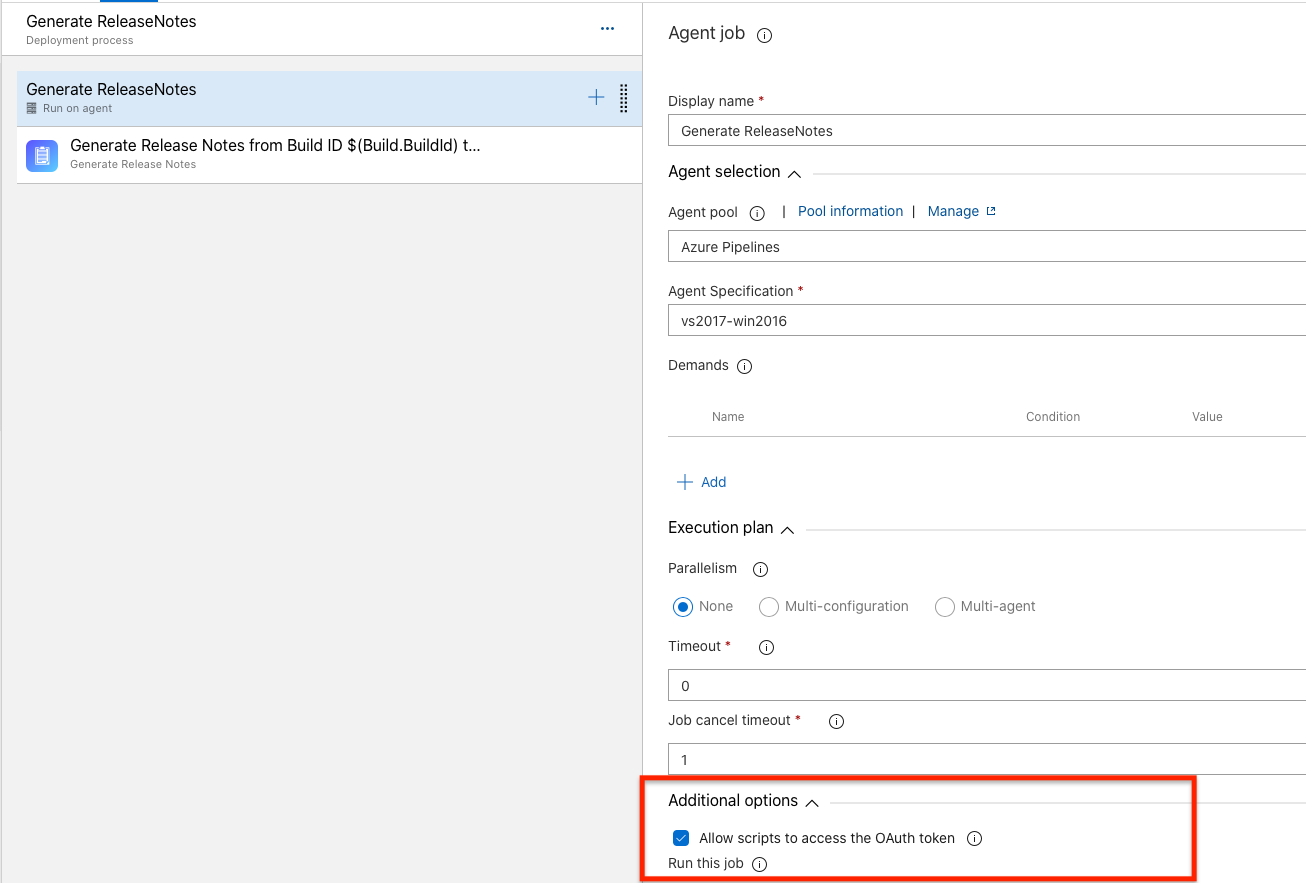 Generate ReleaseNotes
Deployment process
Generate ReleaseNotes
Run on agent
Generate Release Notes from Build ID $(Build.BuildId) t...
Generate Release Notes
Agent job
Display name *
Generate ReleaseNotes
Agent selection
Agent pool | Pool information | Manage
Azure Pipelines
Agent Specification *
vs2017-win2016
Demands
Name Condition Value
Add
Execution plan
Parallelism
None Multi-configuration Multi-agent
Timeout *
0
Job cancel timeout *
1
Additional options
Allow scripts to access the OAuth token
Run this job